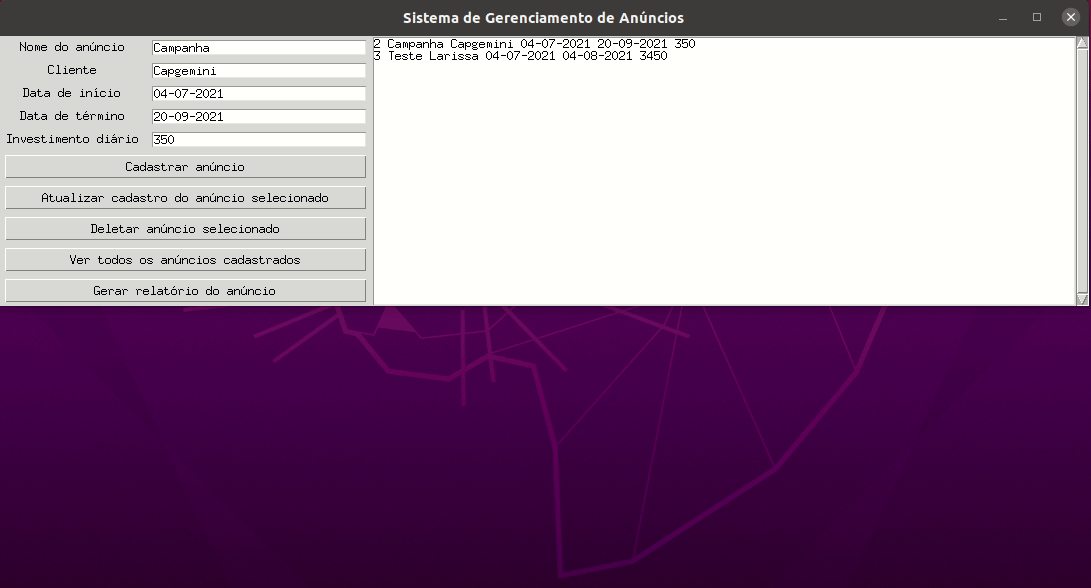 Sistema de Gerenciamento de Anúncios
Nome do anúncio Campanha
Cliente Capgemini
Data de início 04-07-2021
Data de término 20-09-2021
Investimento diário 350
Cadastrar anúncio
Atualizar cadastro do anúncio selecionado
Deletar anúncio selecionado
Ver todos os anúncios cadastrados
Gerar relatório do anúncio
2 Campanha Capgemini 04-07-2021 20-09-2021 350
3 Teste Larissa 04-07-2021 04-08-2021 3450